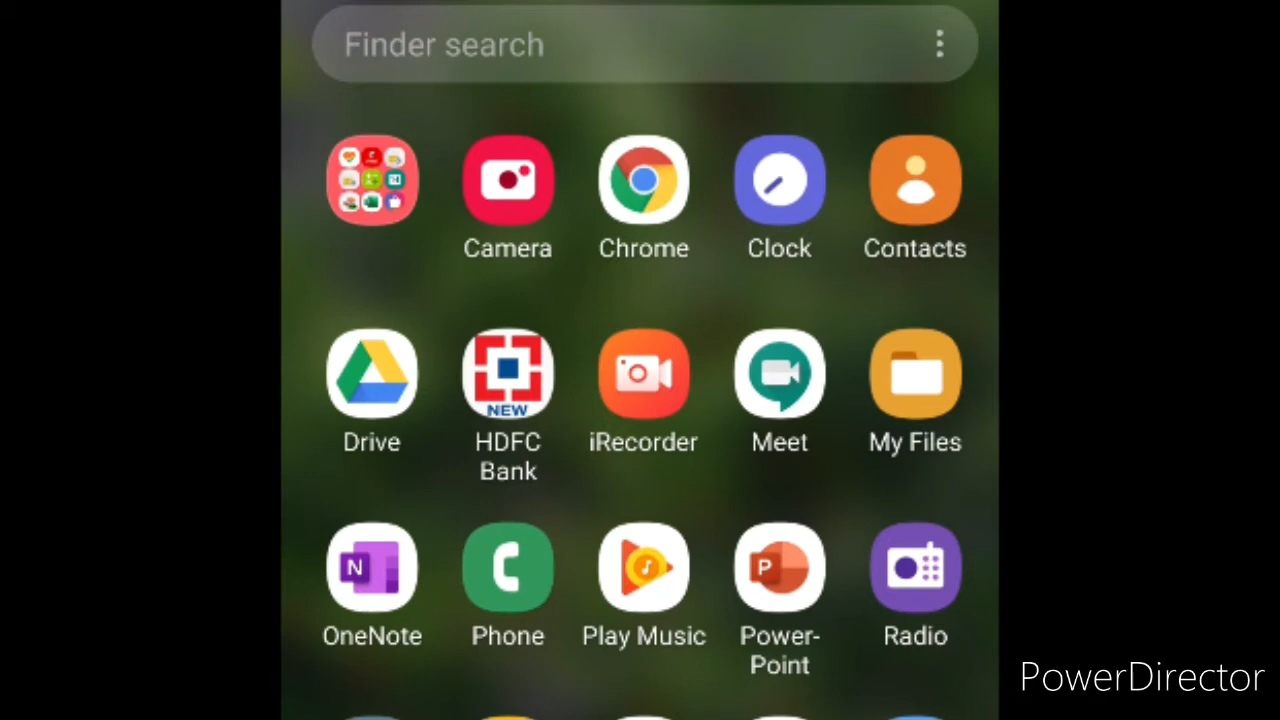 Finder search
Camera
Chrome
Clock
Contacts
NEW
Drive
HDFC
Bank
iRecorder
Meet
My Files
N
P
OneNote
Phone
Play Music
Power-
Point
Radio
PowerDirector